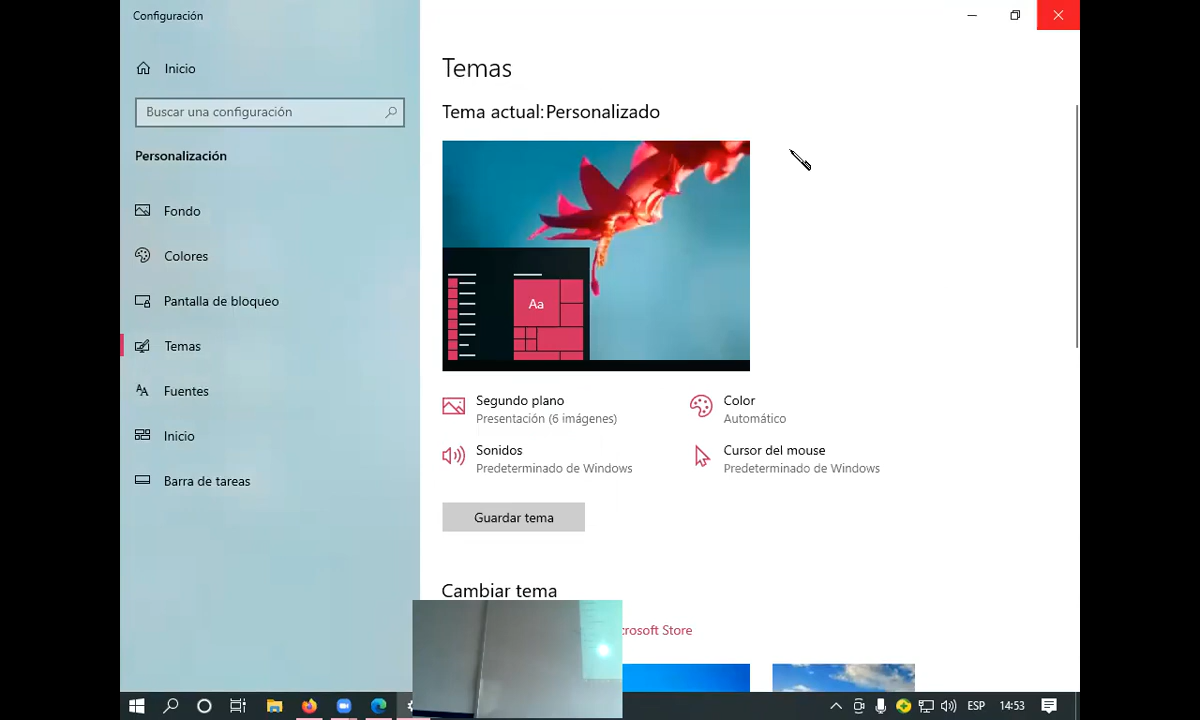 Configuración
Inicio
Buscar una configuración
Personalización
Fondo
Colores
Pantalla de bloqueo
Temas
Fuentes
Inicio
Barra de tareas
Temas
Tema actual: Personalizado
Aa
Segundo plano
Presentación (6 imágenes)
Color
Automático
Sonidos
Predeterminado de Windows
Cursor del mouse
Predeterminado de Windows
Guardar tema
Cambiar tema
crosoft Store
ESP
14:53